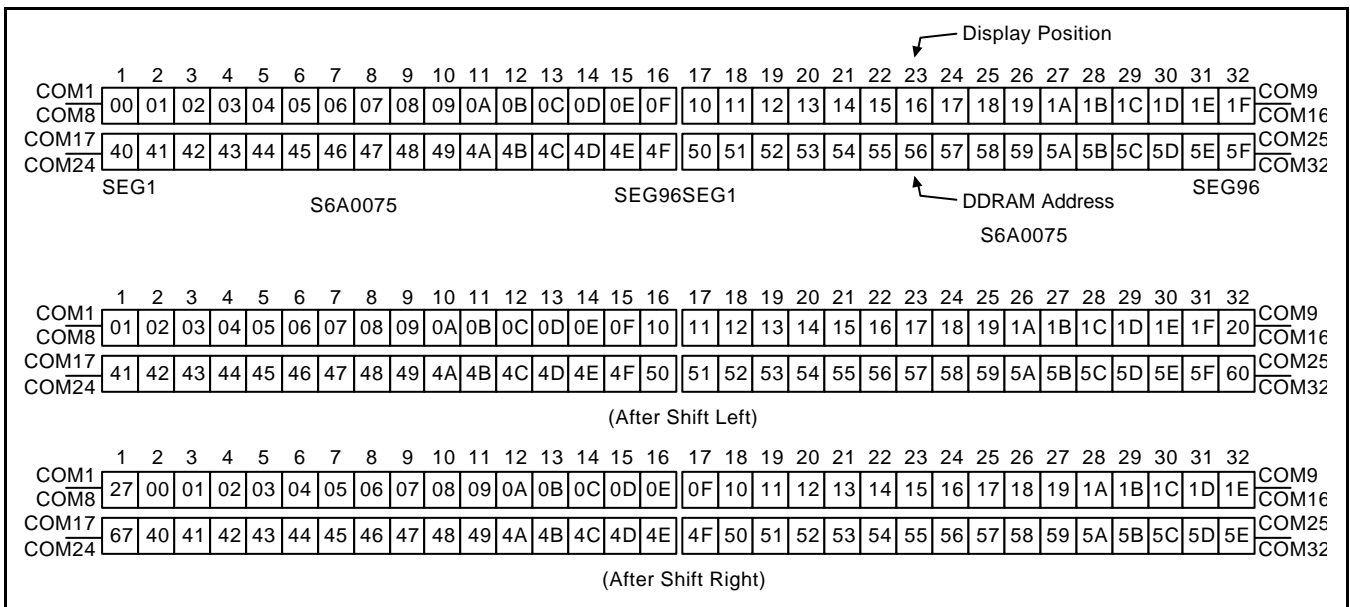 Display Position
1 2 3 4 5 6 7 8 9 10 11 12 13 14 15 16 17 18 19 20 21 22 23 24 25 26 27 28 29 30 31 32
COM1 COM9
00 01 02 03 04 05 06 07 08 09 0A 0B 0C 0D 0E 0F 10 11 12 13 14 15 16 17 18 19 1A 1B 1C 1D 1E 1F
COM8 COM16
COM17 COM25
40 41 42 43 44 45 46 47 48 49 4A 4B 4C 4D 4E 4F 50 51 52 53 54 55 56 57 58 59 5A 5B 5C 5D 5E 5F
COM24 COM32
SEG1 SEG96SEG1 SEG96
S6A0075 DDRAM Address
S6A0075
1 2 3 4 5 6 7 8 9 10 11 12 13 14 15 16 17 18 19 20 21 22 23 24 25 26 27 28 29 30 31 32
COM1 COM9
01 02 03 04 05 06 07 08 09 0A 0B 0C 0D 0E 0F 10 11 12 13 14 15 16 17 18 19 1A 1B 1C 1D 1E 1F 20
COM8 COM16
COM17 COM25
41 42 43 44 45 46 47 48 49 4A 4B 4C 4D 4E 4F 50 51 52 53 54 55 56 57 58 59 5A 5B 5C 5D 5E 5F 60
COM24 COM32
(After Shift Left)
1 2 3 4 5 6 7 8 9 10 11 12 13 14 15 16 17 18 19 20 21 22 23 24 25 26 27 28 29 30 31 32
COM1 COM9
27 00 01 02 03 04 05 06 07 08 09 0A 0B 0C 0D 0E 0F 10 11 12 13 14 15 16 17 18 19 1A 1B 1C 1D 1E
COM8 COM16
COM17 COM25
67 40 41 42 43 44 45 46 47 48 49 4A 4B 4C 4D 4E 4F 50 51 52 53 54 55 56 57 58 59 5A 5B 5C 5D 5E
COM24 COM32
(After Shift Right)